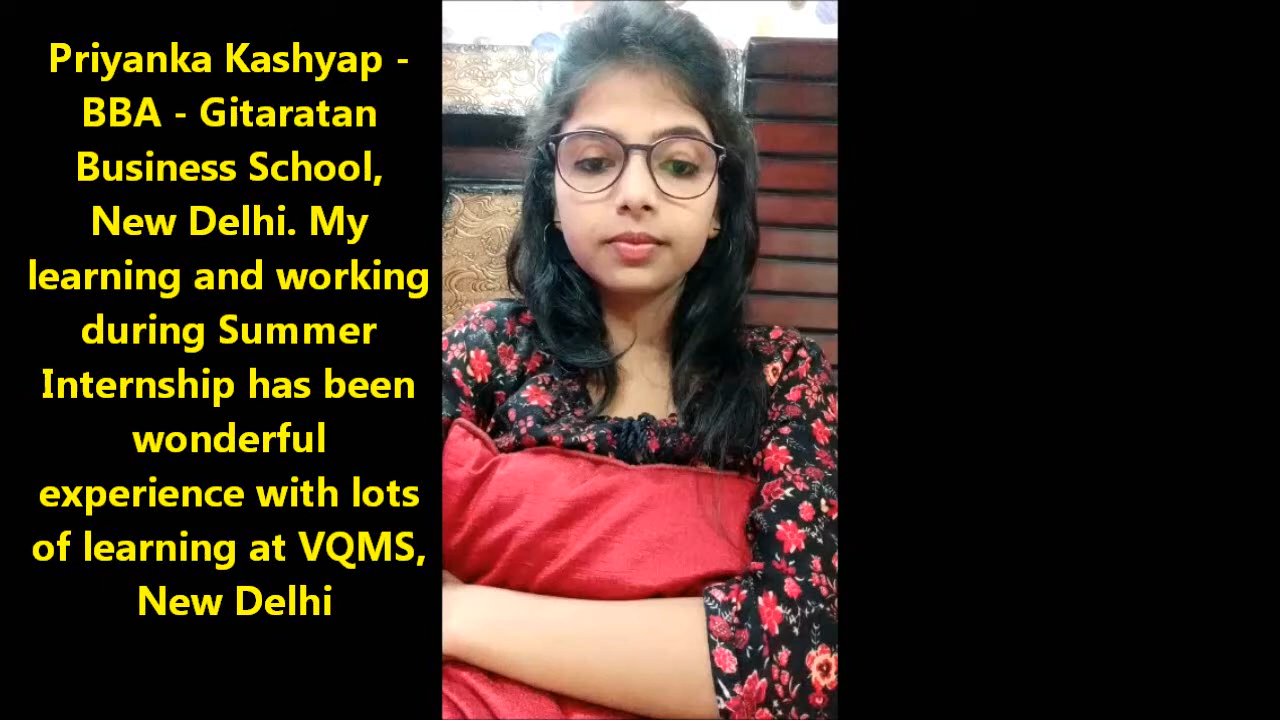 Priyanka Kashyap -
BBA - Gitaratan
Business School,
New Delhi. My
learning and working
during Summer
Internship has been
wonderful
experience with lots
of learning at VQMS,
New Delhi